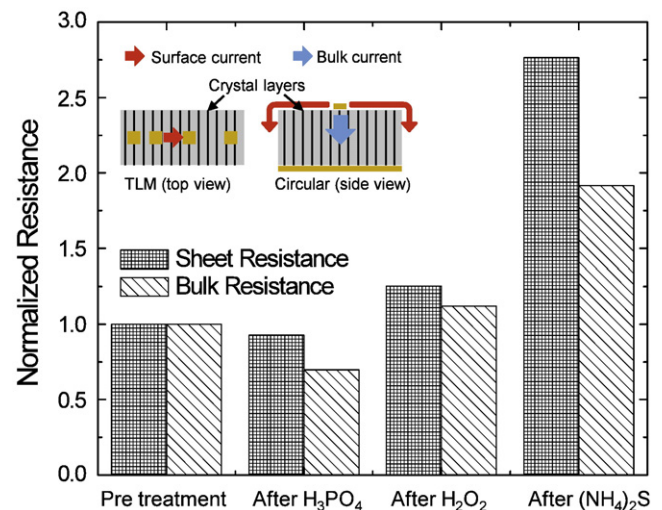 Normalized Resistance
3.0
2.5
2.0
1.5
1.0
0.5
0.0
Surface current
Bulk current
Crystal layers
TLM (top view)
Circular (side view)
Sheet Resistance
Bulk Resistance
Pre treatment
After H₃PO₄
After H₂O₂
After (NH₄)₂S